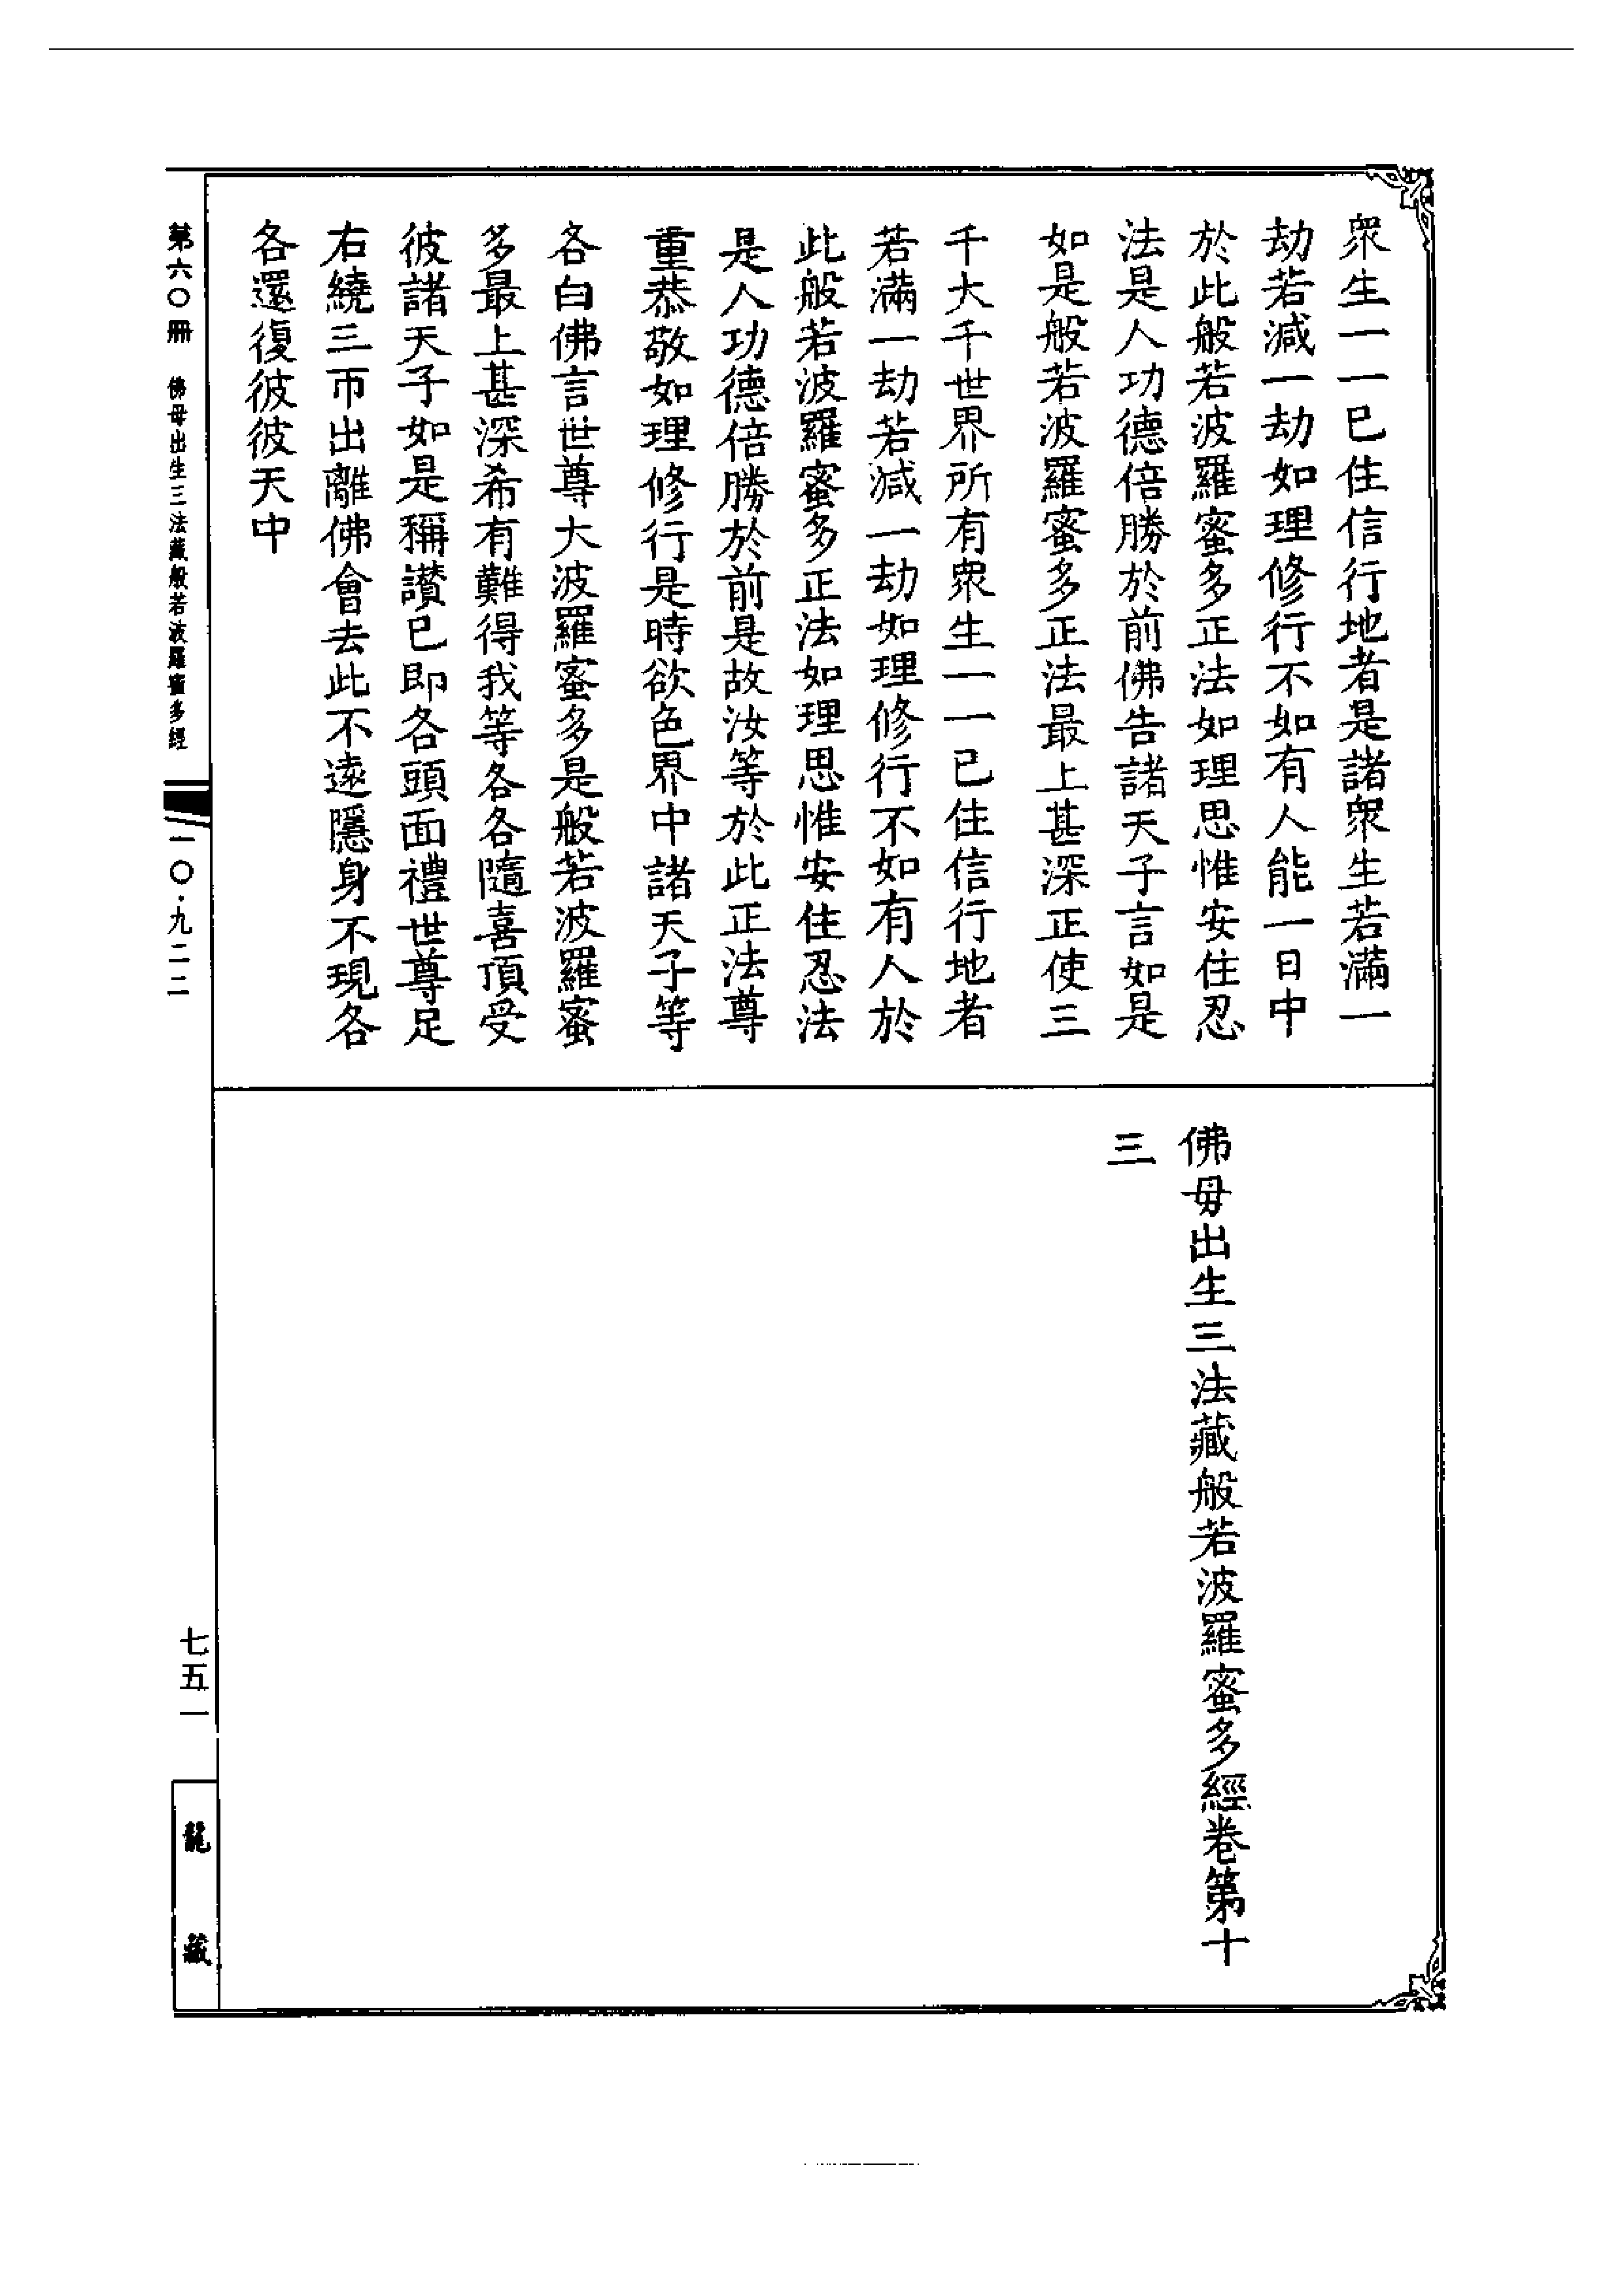 眾生一一已住信行地者是諸眾生若滿一
劫若減一劫如理修行不如有人能一日中
於此般若波羅蜜多正法如理思惟安住忍
法是人功德倍勝於前佛告諸天子言如是
如是般若波羅蜜多正法最上甚深正使三
千大千世界所有眾生一一已住信行地者
若滿一劫若減一劫如理修行不如有人於
此般若波羅蜜多正法如理思惟安住忍法
是人功德倍勝於前是故汝等於此正法尊
重恭敬如理修行是時欲色界中諸天子等
各白佛言世尊大波羅蜜多是般若波羅蜜
多最上甚深希有難得我等各各隨喜頂受
彼諸天子如是稱讚已即各頭面禮世尊足
右繞三帀出離佛會去此不遠隱身不現各
各還復彼彼天中
佛母出生三法藏般若波羅蜜多經卷第十
三
第六〇冊 佛母出生三法藏般若波羅蜜多經
一〇·九二二
七五一
龍藏